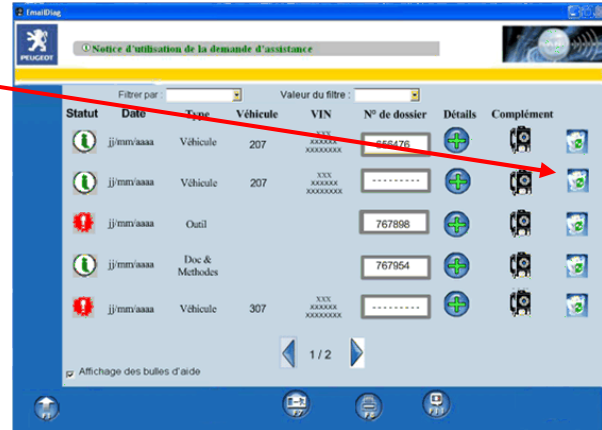 EmalDiag
PEUGEOT
Notice d'utilisation de la demande d'assistance
Filtrer par : Valeur du filtre :
Statut Date Type Véhicule VIN N° de dossier Détails Complément
jj/mm/aaaa Véhicule 207 xxx xxxxxx xxxxxxxx 656476
jj/mm/aaaa Véhicule 207 xxx xxxxxx xxxxxxxx ---------
jj/mm/aaaa Outil 767898
jj/mm/aaaa Doc & Methodes 767954
jj/mm/aaaa Véhicule 307 xxx xxxxxx xxxxxxxx ---------
1 / 2
Affichage des bulles d'aide